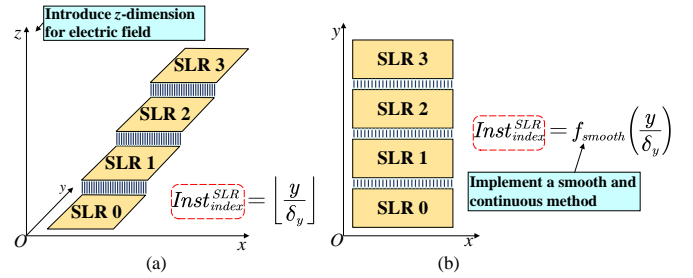 Introduce z-dimension
for electric field
z
SLR 3
SLR 2
SLR 1
SLR 0
y
O
x
Inst^{SLR}_{index} = ⌊y/δ_y⌋
(a)
y
SLR 3
SLR 2
SLR 1
SLR 0
O
x
Inst^{SLR}_{index} = f_{smooth}(y/δ_y)
Implement a smooth and
continuous method
(b)